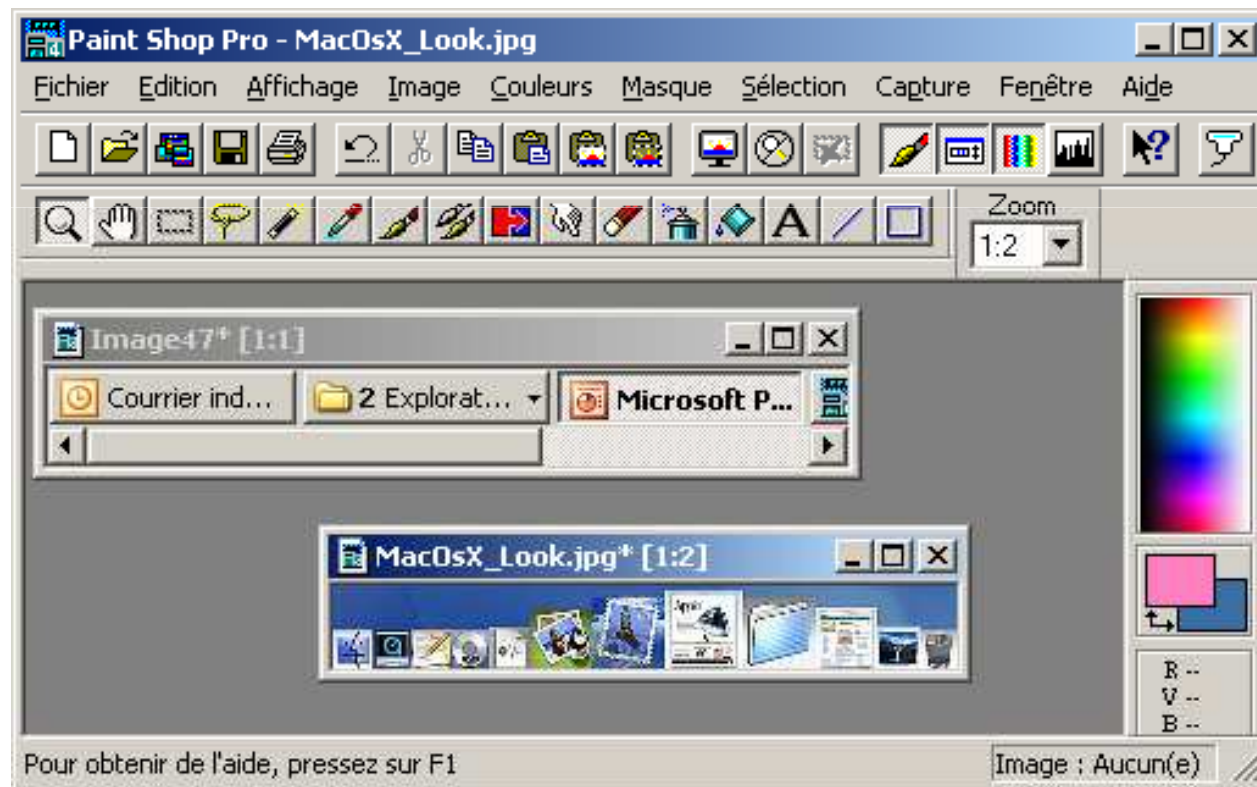 Paint Shop Pro - MacOsX_Look.jpg
Fichier Edition Affichage Image Couleurs Masque Sélection Capture Fenêtre Aide
Zoom
1:2
Image47* [1:1]
Courrier ind... 2 Explorat... Microsoft P...
MacOsX_Look.jpg* [1:2]
R --
V --
B --
Pour obtenir de l'aide, pressez sur F1 Image : Aucun(e)